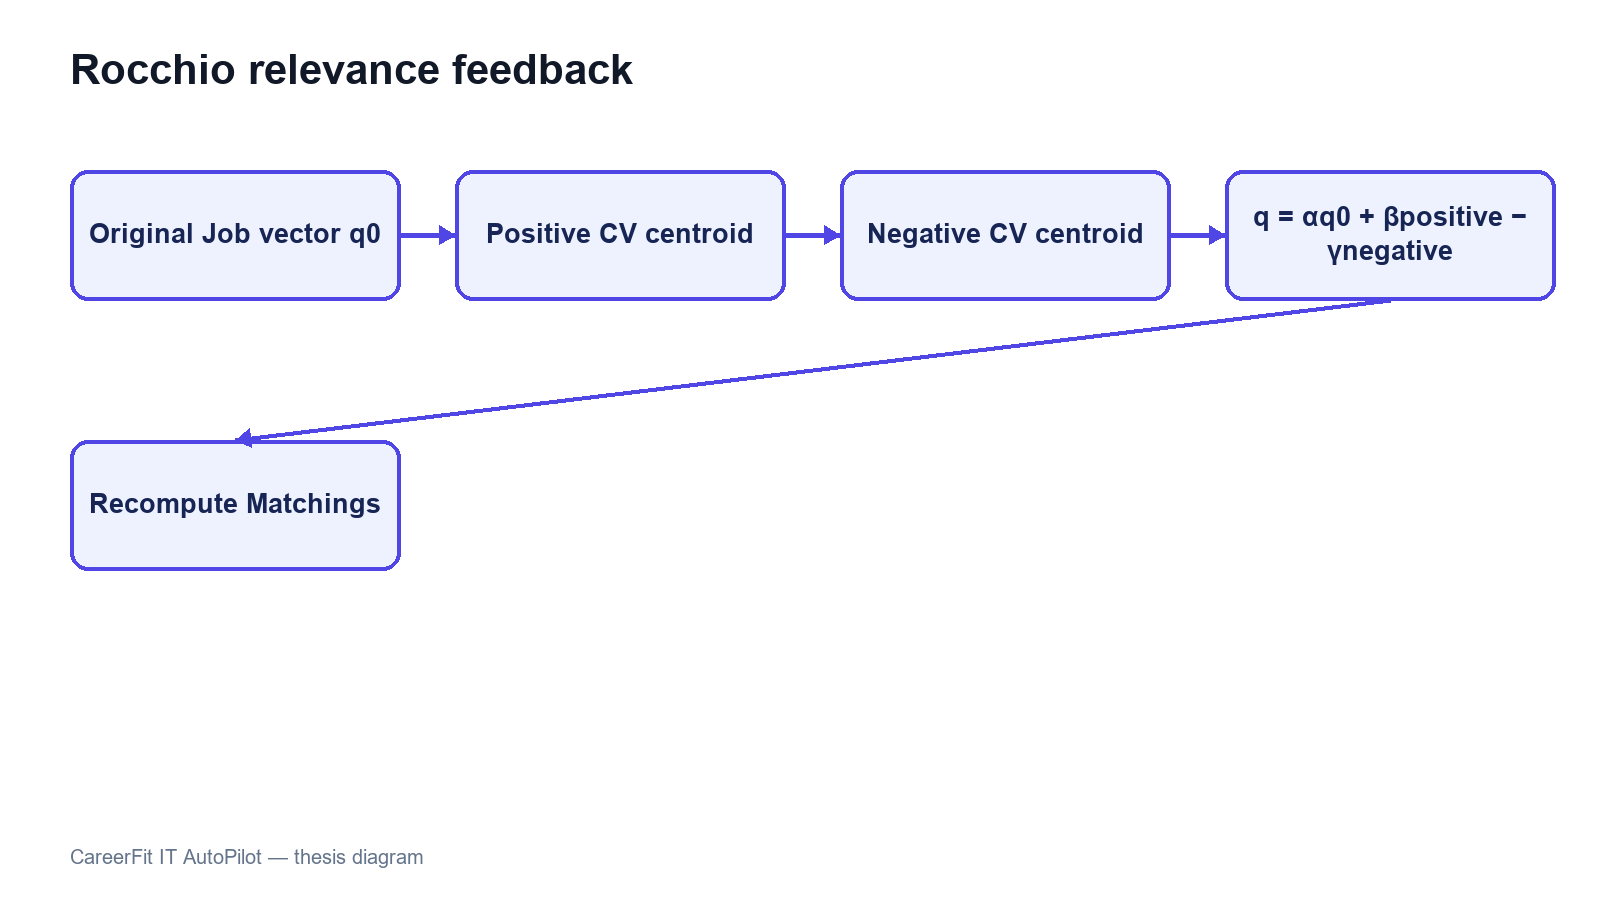 Rocchio relevance feedback
Original Job vector q0
Positive CV centroid
Negative CV centroid
q = αq0 + βpositive −
γnegative
Recompute Matchings
CareerFit IT AutoPilot — thesis diagram